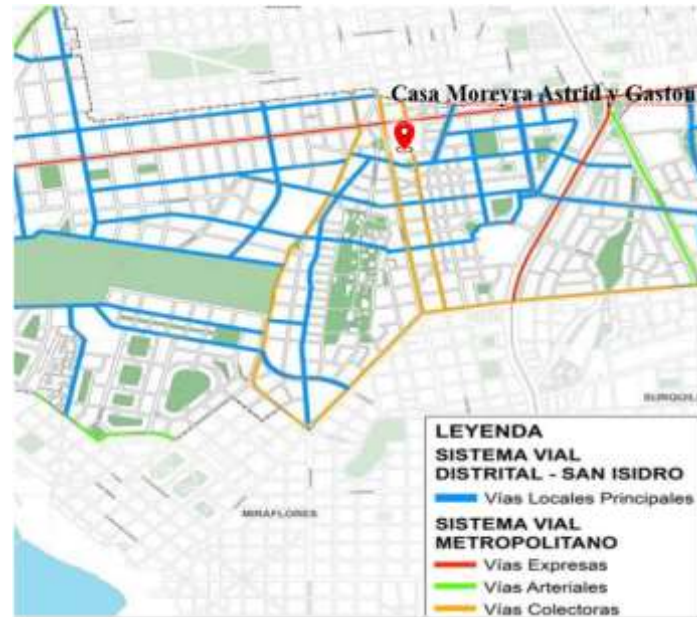 Casa Moreyra Astrid y Gaston
SURQUILLO
MIRAFLORES
LEYENDA
SISTEMA VIAL
DISTRITAL - SAN ISIDRO
Vías Locales Principales
SISTEMA VIAL
METROPOLITANO
Vías Expresas
Vías Arteriales
Vías Colectoras